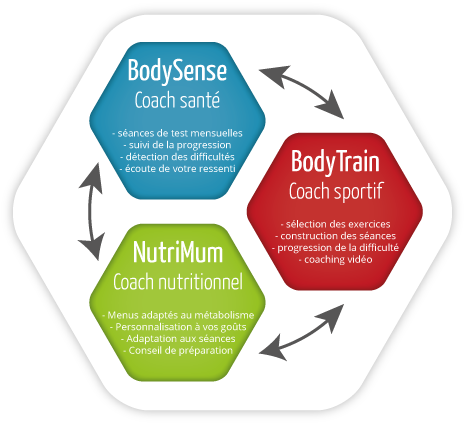 BodySense
Coach santé
- séances de test mensuelles
- suivi de la progression
- détection des difficultés
- écoute de votre ressenti
BodyTrain
Coach sportif
- sélection des exercices
- construction des séances
- progression de la difficulté
- coaching vidéo
NutriMum
Coach nutritionnel
- Menus adaptés au métabolisme
- Personnalisation à vos goûts
- Adaptation aux séances
- Conseil de préparation